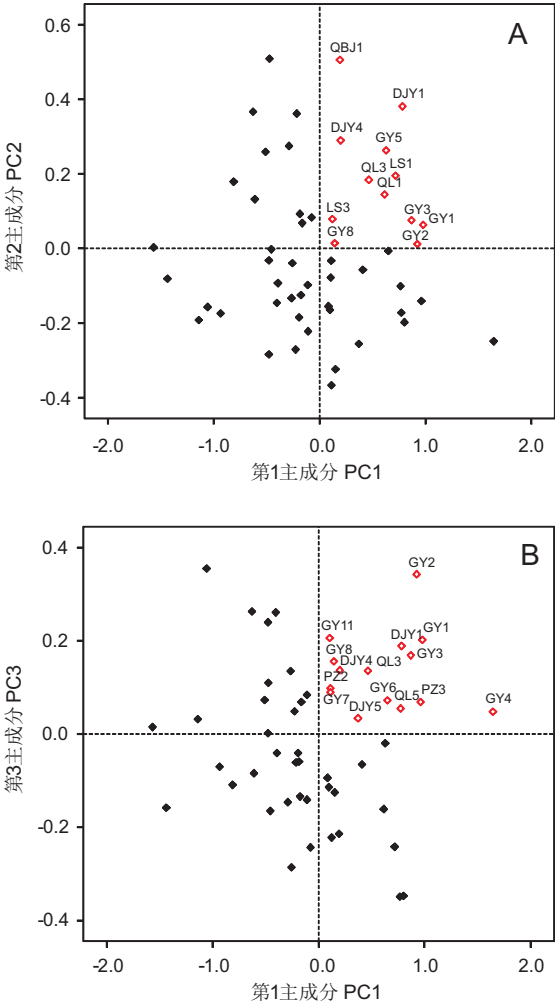 A
0.6
QBJ1
DJY1
0.4
DJY4
GY5
QL3
LS1
0.2
QL1
LS3
GY3
GY1
GY8
GY2
0.0
-0.2
-0.4
第2主成分 PC2
-2.0 -1.0 0.0 1.0 2.0
第1主成分 PC1
B
0.4
GY2
GY11
GY1
DJY1
0.2
GY8
GY3
DJY4
QL3
PZ2
GY6
PZ3
GY7
QL5
GY4
DJY5
0.0
-0.2
-0.4
第3主成分 PC3
-2.0 -1.0 0.0 1.0 2.0
第1主成分 PC1